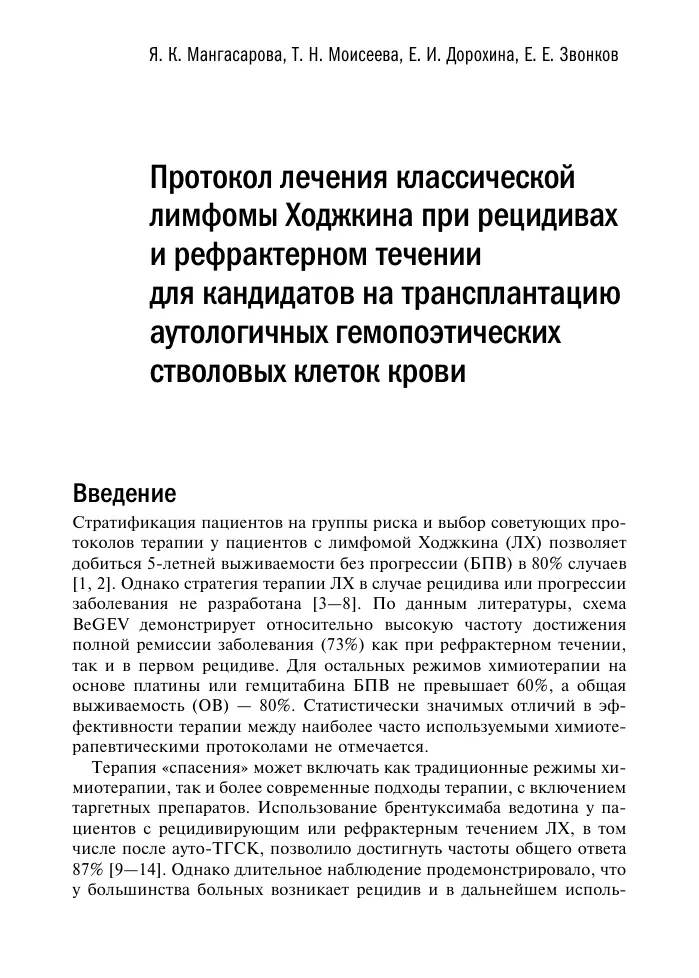 Я. К. Мангасарова, Т. Н. Моисеева, Е. И. Дорохина, Е. Е. Звонков
Протокол лечения классической
лимфомы Ходжкина при рецидивах
и рефрактерном течении
для кандидатов на трансплантацию
аутологичных гемопоэтических
стволовых клеток крови
Введение
Стратификация пациентов на группы риска и выбор советующих про-
токолов терапии у пациентов с лимфомой Ходжкина (ЛХ) позволяет
добиться 5-летней выживаемости без прогрессии (БПВ) в 80% случаев
[1, 2]. Однако стратегия терапии ЛХ в случае рецидива или прогрессии
заболевания не разработана [3—8]. По данным литературы, схема
BeGEV демонстрирует относительно высокую частоту достижения
полной ремиссии заболевания (73%) как при рефрактерном течении,
так и в первом рецидиве. Для остальных режимов химиотерапии на
основе платины или гемцитабина БПВ не превышает 60%, а общая
выживаемость (ОВ) — 80%. Статистически значимых отличий в эф-
фективности терапии между наиболее часто используемыми химиоте-
рапевтическими протоколами не отмечается.
Терапия «спасения» может включать как традиционные режимы хи-
миотерапии, так и более современные подходы терапии, с включением
таргетных препаратов. Использование брентуксимаба ведотина у па-
циентов с рецидивирующим или рефрактерным течением ЛХ, в том
числе после ауто-ТГСК, позволило достигнуть частоты общего ответа
87% [9—14]. Однако длительное наблюдение продемонстрировало, что
у большинства больных возникает рецидив и в дальнейшем исполь-